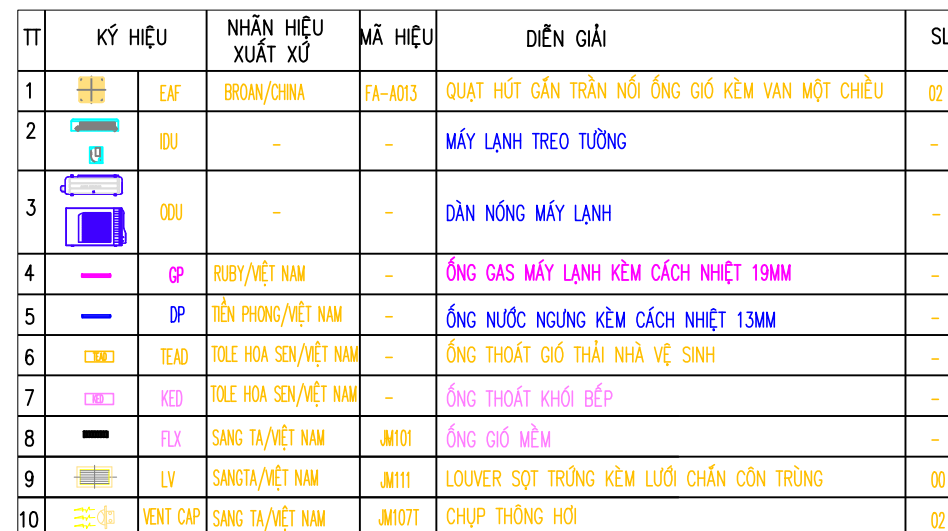 TT KÝ HIỆU NHÃN HIỆU XUẤT XỨ MÃ HIỆU DIỄN GIẢI SL
1 EAF BROAN/CHINA FA-A013 QUẠT HÚT GẮN TRẦN NỐI ỐNG GIÓ KÈM VAN MỘT CHIỀU 02
2 IDU - - MÁY LẠNH TREO TƯỜNG -
3 ODU - - DÀN NÓNG MÁY LẠNH -
4 GP RUBY/VIỆT NAM - ỐNG GAS MÁY LẠNH KÈM CÁCH NHIỆT 19MM -
5 DP TIỀN PHONG/VIỆT NAM - ỐNG NƯỚC NGƯNG KÈM CÁCH NHIỆT 13MM -
6 TEAD TEAD TOLE HOA SEN/VIỆT NAM - ỐNG THOÁT GIÓ THẢI NHÀ VỆ SINH -
7 KED KED TOLE HOA SEN/VIỆT NAM - ỐNG THOÁT KHÓI BẾP -
8 FLX SANG TA/VIỆT NAM JM101 ỐNG GIÓ MỀM -
9 LV SANGTA/VIỆT NAM JM111 LOUVER SỌT TRỨNG KÈM LƯỚI CHẮN CÔN TRÙNG 00
10 VENT CAP SANG TA/VIỆT NAM JM107T CHỤP THÔNG HƠI 02